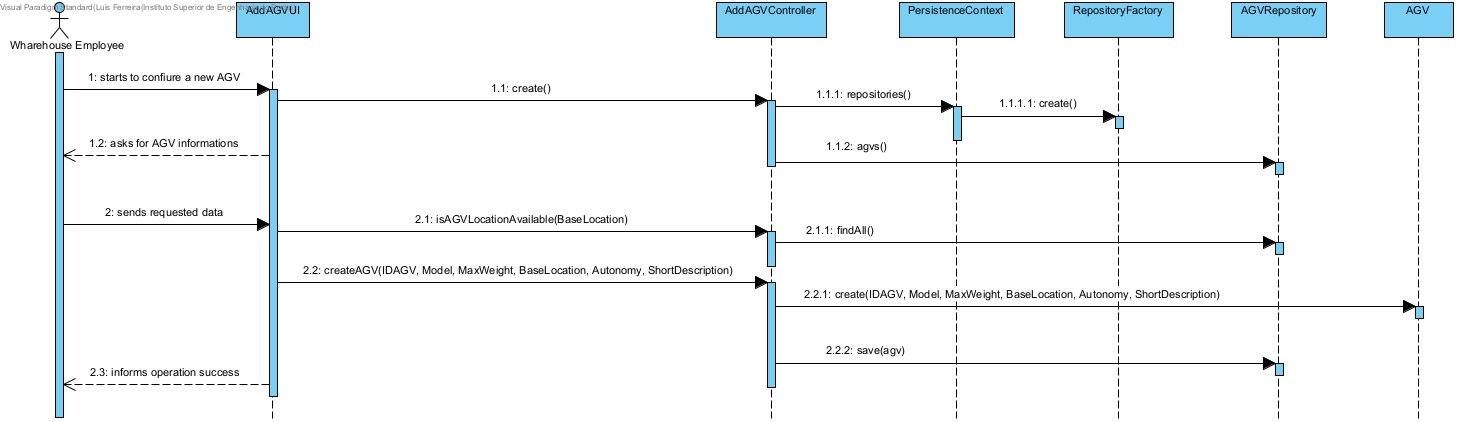 Visual Paradigm Standard(Luis Ferreira(Instituto Superior de
AddAGVUI
AddAGVController
PersistenceContext
RepositoryFactory
AGVRepository
AGV
Wharehouse Employee
1: starts to confiure a new AGV
1.1: create()
1.1.1: repositories()
1.1.1.1: create()
1.2: asks for AGV informations
1.1.2: agvs()
2: sends requested data
2.1: isAGVLocationAvailable(BaseLocation)
2.1.1: findAll()
2.2: createAGV(IDAGV, Model, MaxWeight, BaseLocation, Autonomy, ShortDescription)
2.2.1: create(IDAGV, Model, MaxWeight, BaseLocation, Autonomy, ShortDescription)
2.2.2: save(agv)
2.3: informs operation success